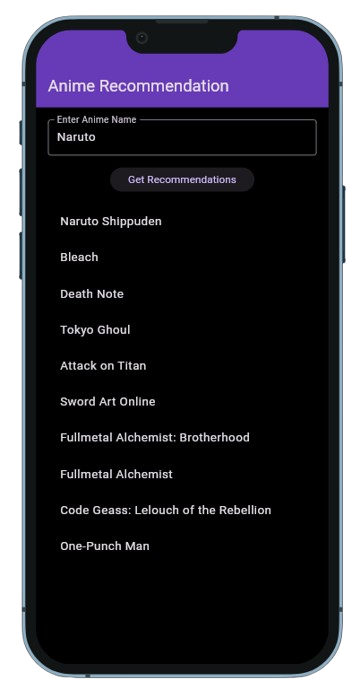 Anime Recommendation
Enter Anime Name
Naruto
Get Recommendations
Naruto Shippuden
Bleach
Death Note
Tokyo Ghoul
Attack on Titan
Sword Art Online
Fullmetal Alchemist: Brotherhood
Fullmetal Alchemist
Code Geass: Lelouch of the Rebellion
One-Punch Man